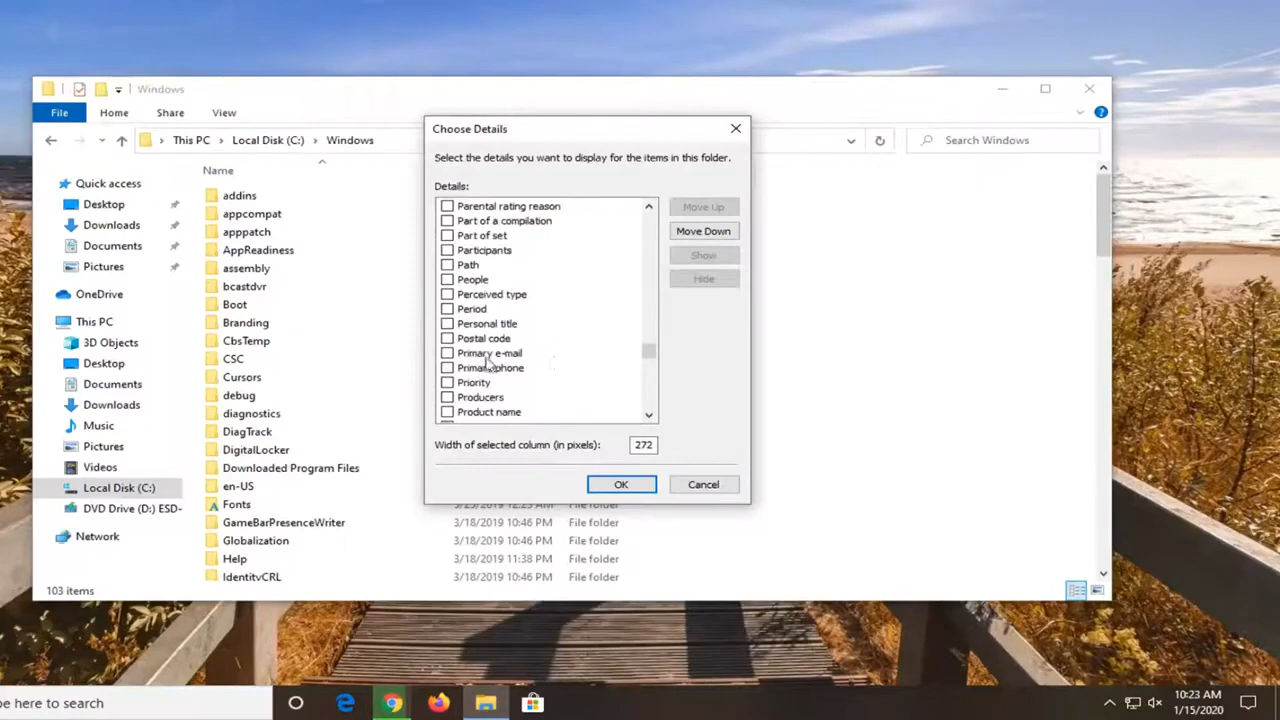 Windows
File
Home
Share
View
This PC
Local Disk (C:)
Windows
Search Windows
Quick access
Desktop
Downloads
Documents
Pictures
OneDrive
This PC
3D Objects
Desktop
Documents
Downloads
Music
Pictures
Videos
Local Disk (C:)
DVD Drive (D:) ESD-
Network
Name
addins
appcompat
apppatch
AppReadiness
assembly
bcastdvr
Boot
Branding
CbsTemp
CSC
Cursors
debug
diagnostics
DiagTrack
DigitalLocker
Downloaded Program Files
en-US
Fonts
GameBarPresenceWriter 3/18/2019 10:46 PM File folder
Globalization 3/18/2019 10:46 PM File folder
Help 3/18/2019 11:38 PM File folder
IdentityCRL 3/18/2019 10:46 PM File folder
103 items
Choose Details
Select the details you want to display for the items in this folder.
Details:
Parental rating reason
Part of a compilation
Part of set
Participants
Path
People
Perceived type
Period
Personal title
Postal code
Primary e-mail
Primary phone
Priority
Producers
Product name
Move Up
Move Down
Show
Hide
Width of selected column (in pixels): 272
OK
Cancel
pe here to search
10:23 AM
1/15/2020